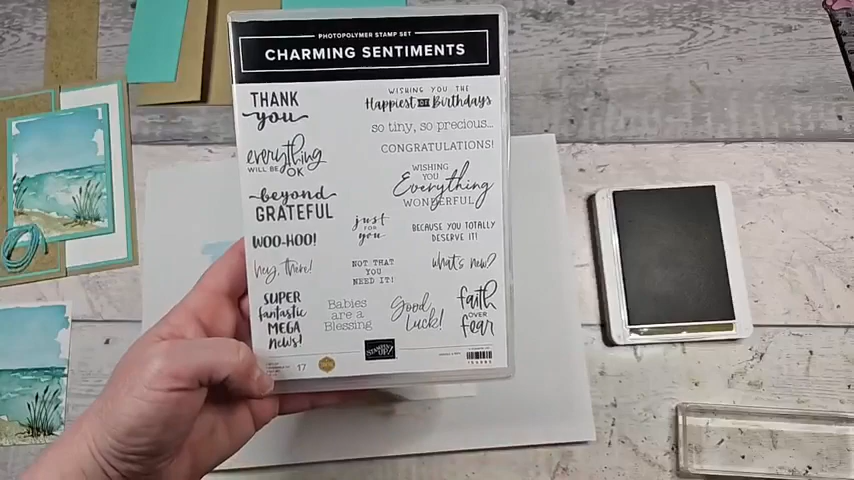 PHOTOPOLYMER STAMP SET
CHARMING SENTIMENTS
THANK
you
everything
WILL BE OK
beyond
GRATEFUL
WOO-HOO!
hey, there!
SUPER
fantastic
MEGA
news!
WISHING YOU THE
Happiest OF Birthdays
so tiny, so precious...
CONGRATULATIONS!
WISHING
YOU
Everything
WONDERFUL
just
FOR
you
BECAUSE YOU TOTALLY
DESERVE IT!
NOT THAT
YOU
NEED IT!
what's new?
Babies
are a
Blessing
Good
Luck!
faith
OVER
fear
17
STAMPIN' UP!